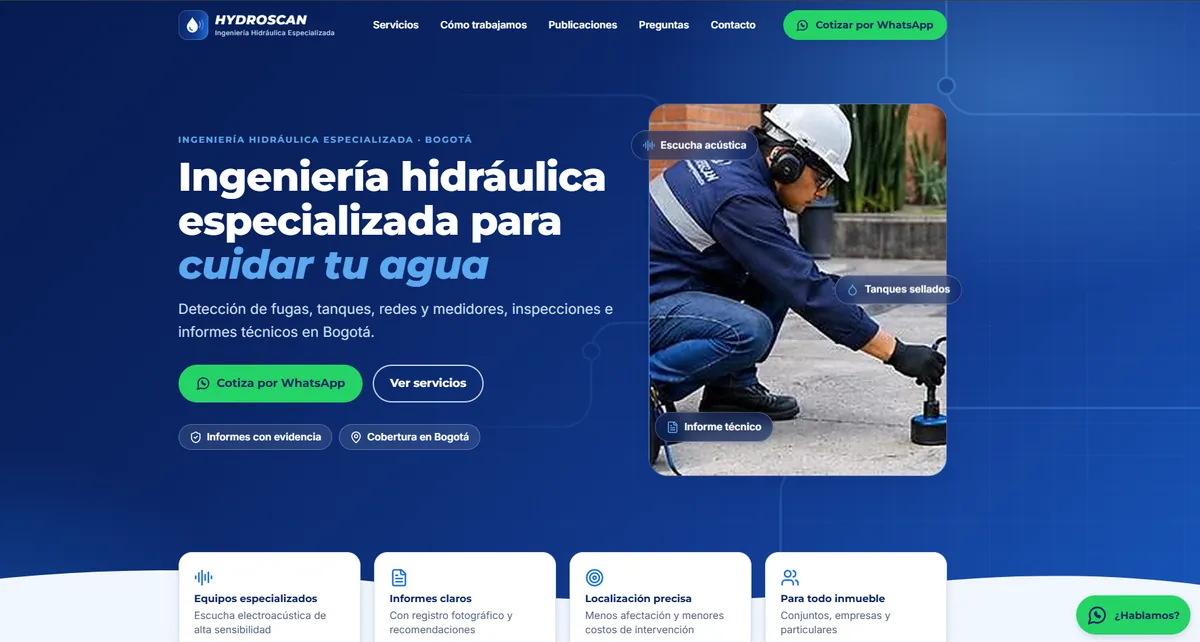 HYDROSCAN
Ingeniería Hidráulica Especializada
Servicios
Cómo trabajamos
Publicaciones
Preguntas
Contacto
Cotizar por WhatsApp
INGENIERÍA HIDRÁULICA ESPECIALIZADA · BOGOTÁ
Ingeniería hidráulica
especializada para
cuidar tu agua
Detección de fugas, tanques, redes y medidores, inspecciones e
informes técnicos en Bogotá.
Cotiza por WhatsApp
Ver servicios
Informes con evidencia
Cobertura en Bogotá
Escucha acústica
Tanques sellados
Informe técnico
Equipos especializados
Escucha electroacústica de
alta sensibilidad
Informes claros
Con registro fotográfico y
recomendaciones
Localización precisa
Menos afectación y menores
costos de intervención
Para todo inmueble
Conjuntos, empresas y
particulares
¿Hablamos?